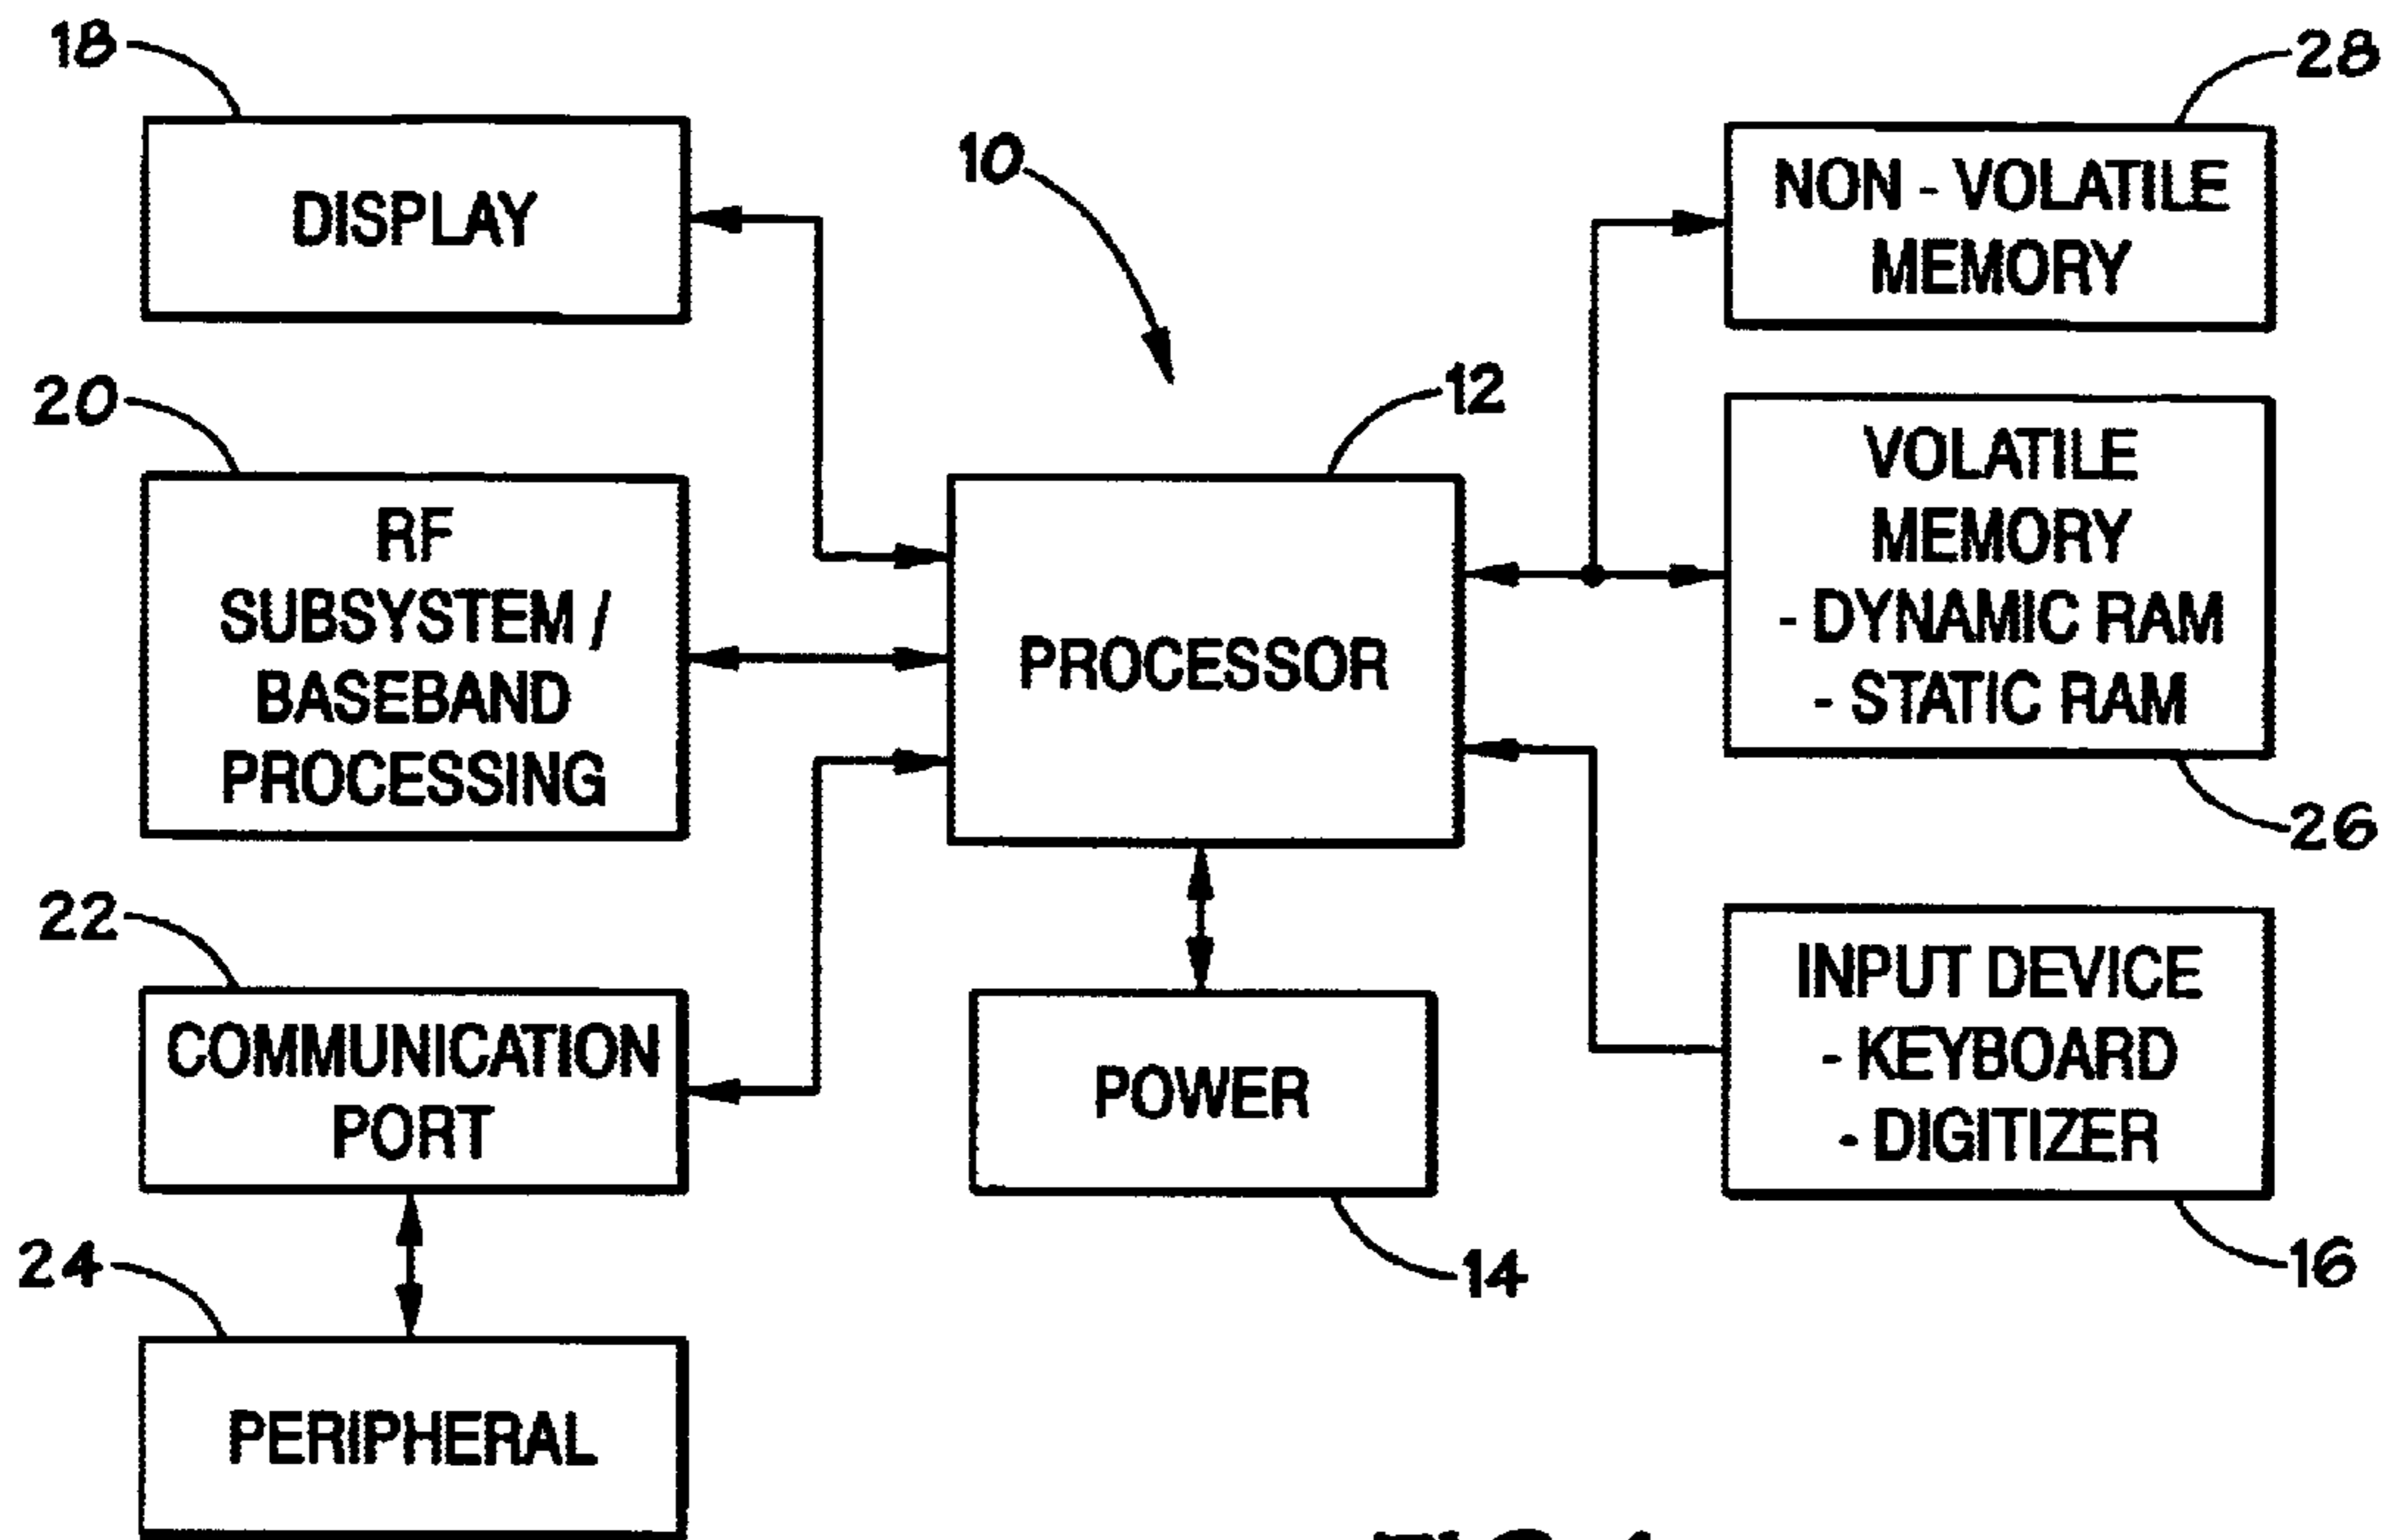 18
DISPLAY
10
28
NON - VOLATILE
MEMORY
20
RF
SUBSYSTEM /
BASEBAND
PROCESSING
12
PROCESSOR
VOLATILE
MEMORY
- DYNAMIC RAM
- STATIC RAM
26
22
COMMUNICATION
PORT
POWER
14
INPUT DEVICE
- KEYBOARD
- DIGITIZER
16
24
PERIPHERAL